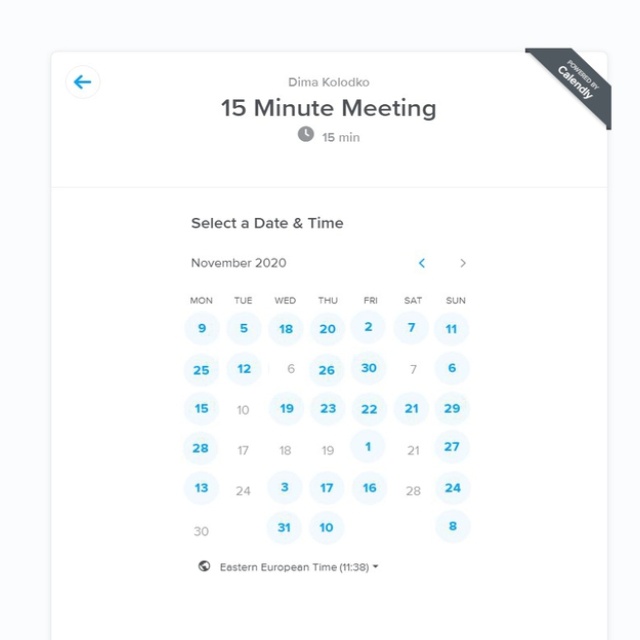 POWERED BY
Calendly
Dima Kolodko
15 Minute Meeting
15 min
Select a Date & Time
November 2020
MON TUE WED THU FRI SAT SUN
9 5 18 20 2 7 11
25 12 6 26 30 7 6
15 10 19 23 22 21 29
28 17 18 19 1 21 27
13 24 3 17 16 28 24
30 31 10 8
Eastern European Time (11:38)